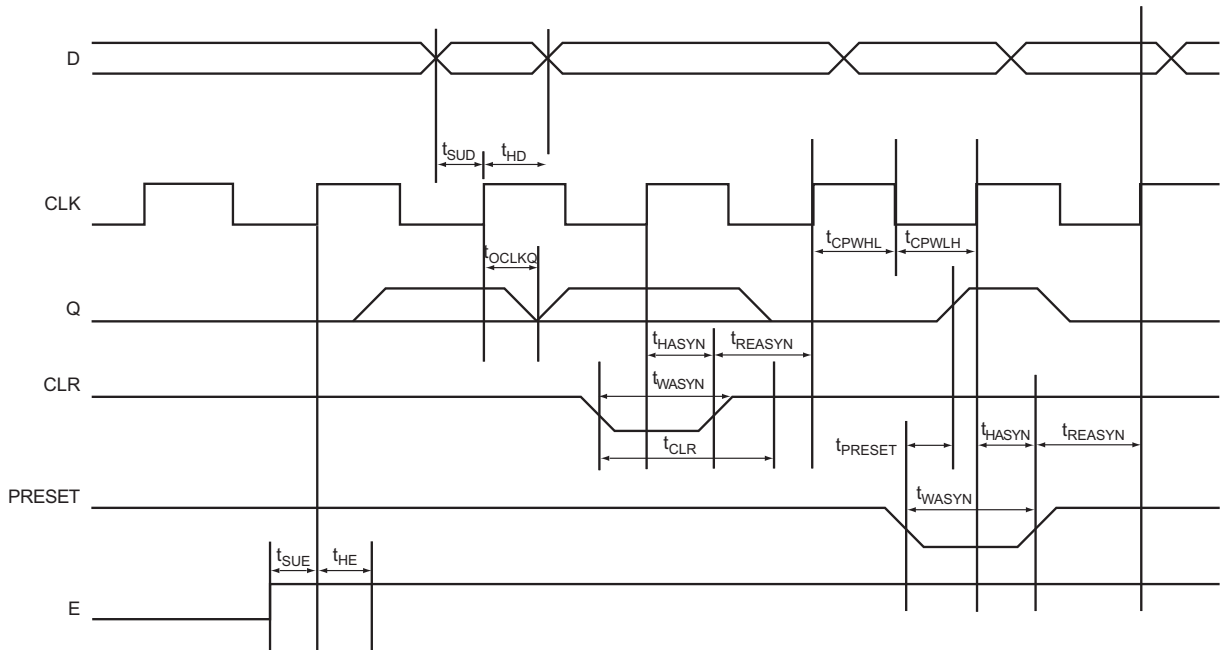 D
tSUD tHD
CLK
tCPWHL tCPWLH
tOCLKQ
Q
tHASYN tREASYN
CLR
tWASYN
tHASYN tREASYN
tCLR tPRESET
PRESET
tWASYN
tSUE tHE
E